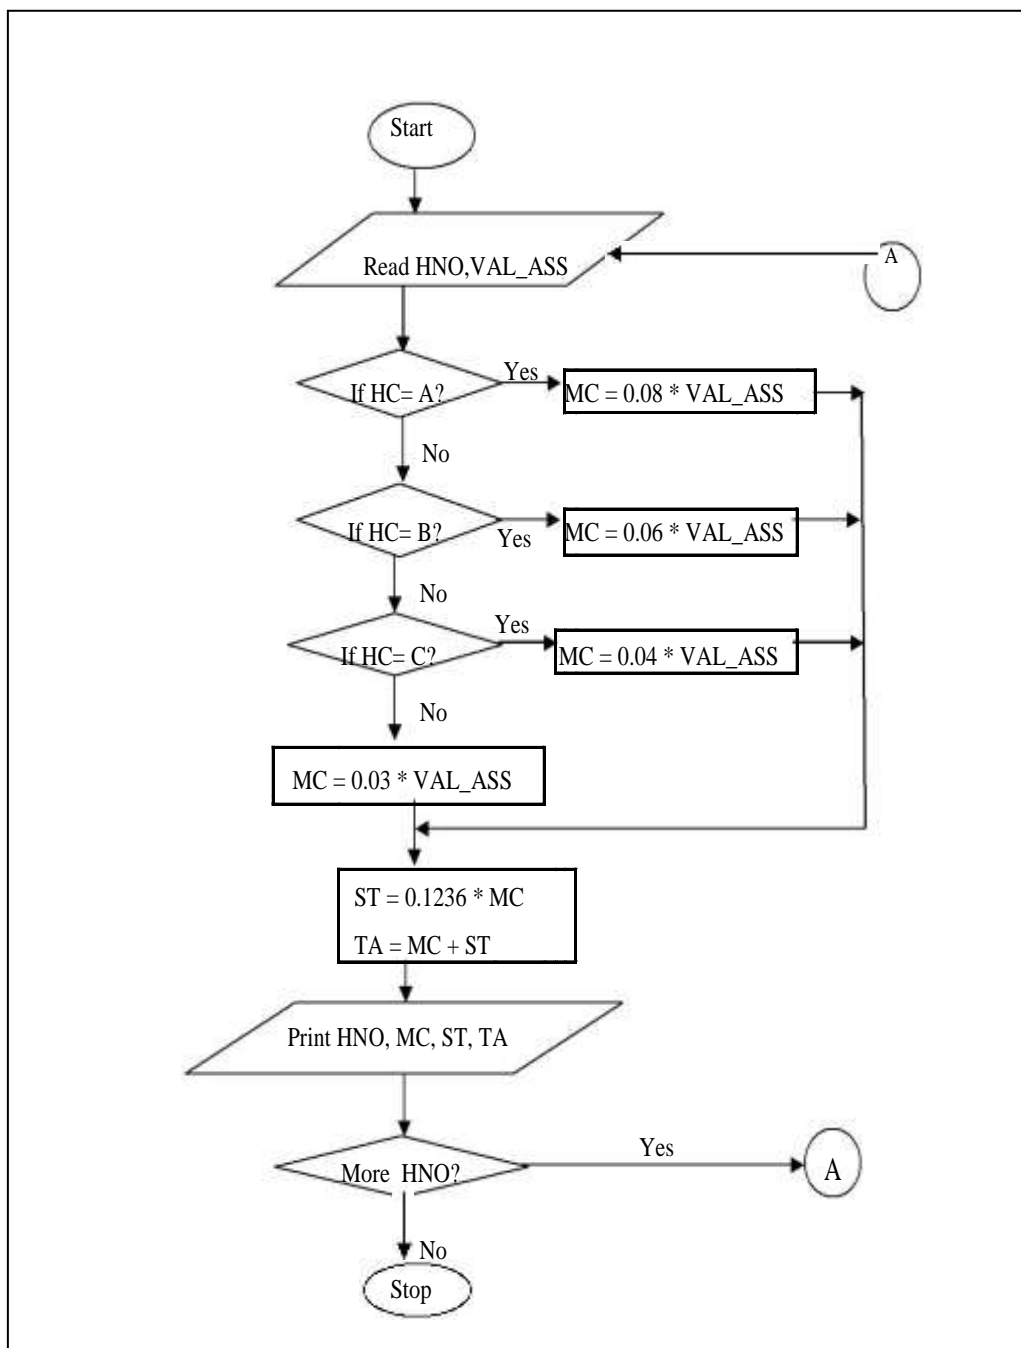 Start
Read HNO,VAL_ASS
A
If HC= A?
Yes
MC = 0.08 * VAL_ASS
No
If HC= B?
Yes
MC = 0.06 * VAL_ASS
No
If HC= C?
Yes
MC = 0.04 * VAL_ASS
No
MC = 0.03 * VAL_ASS
ST = 0.1236 * MC
TA = MC + ST
Print HNO, MC, ST, TA
More HNO?
Yes
A
No
Stop